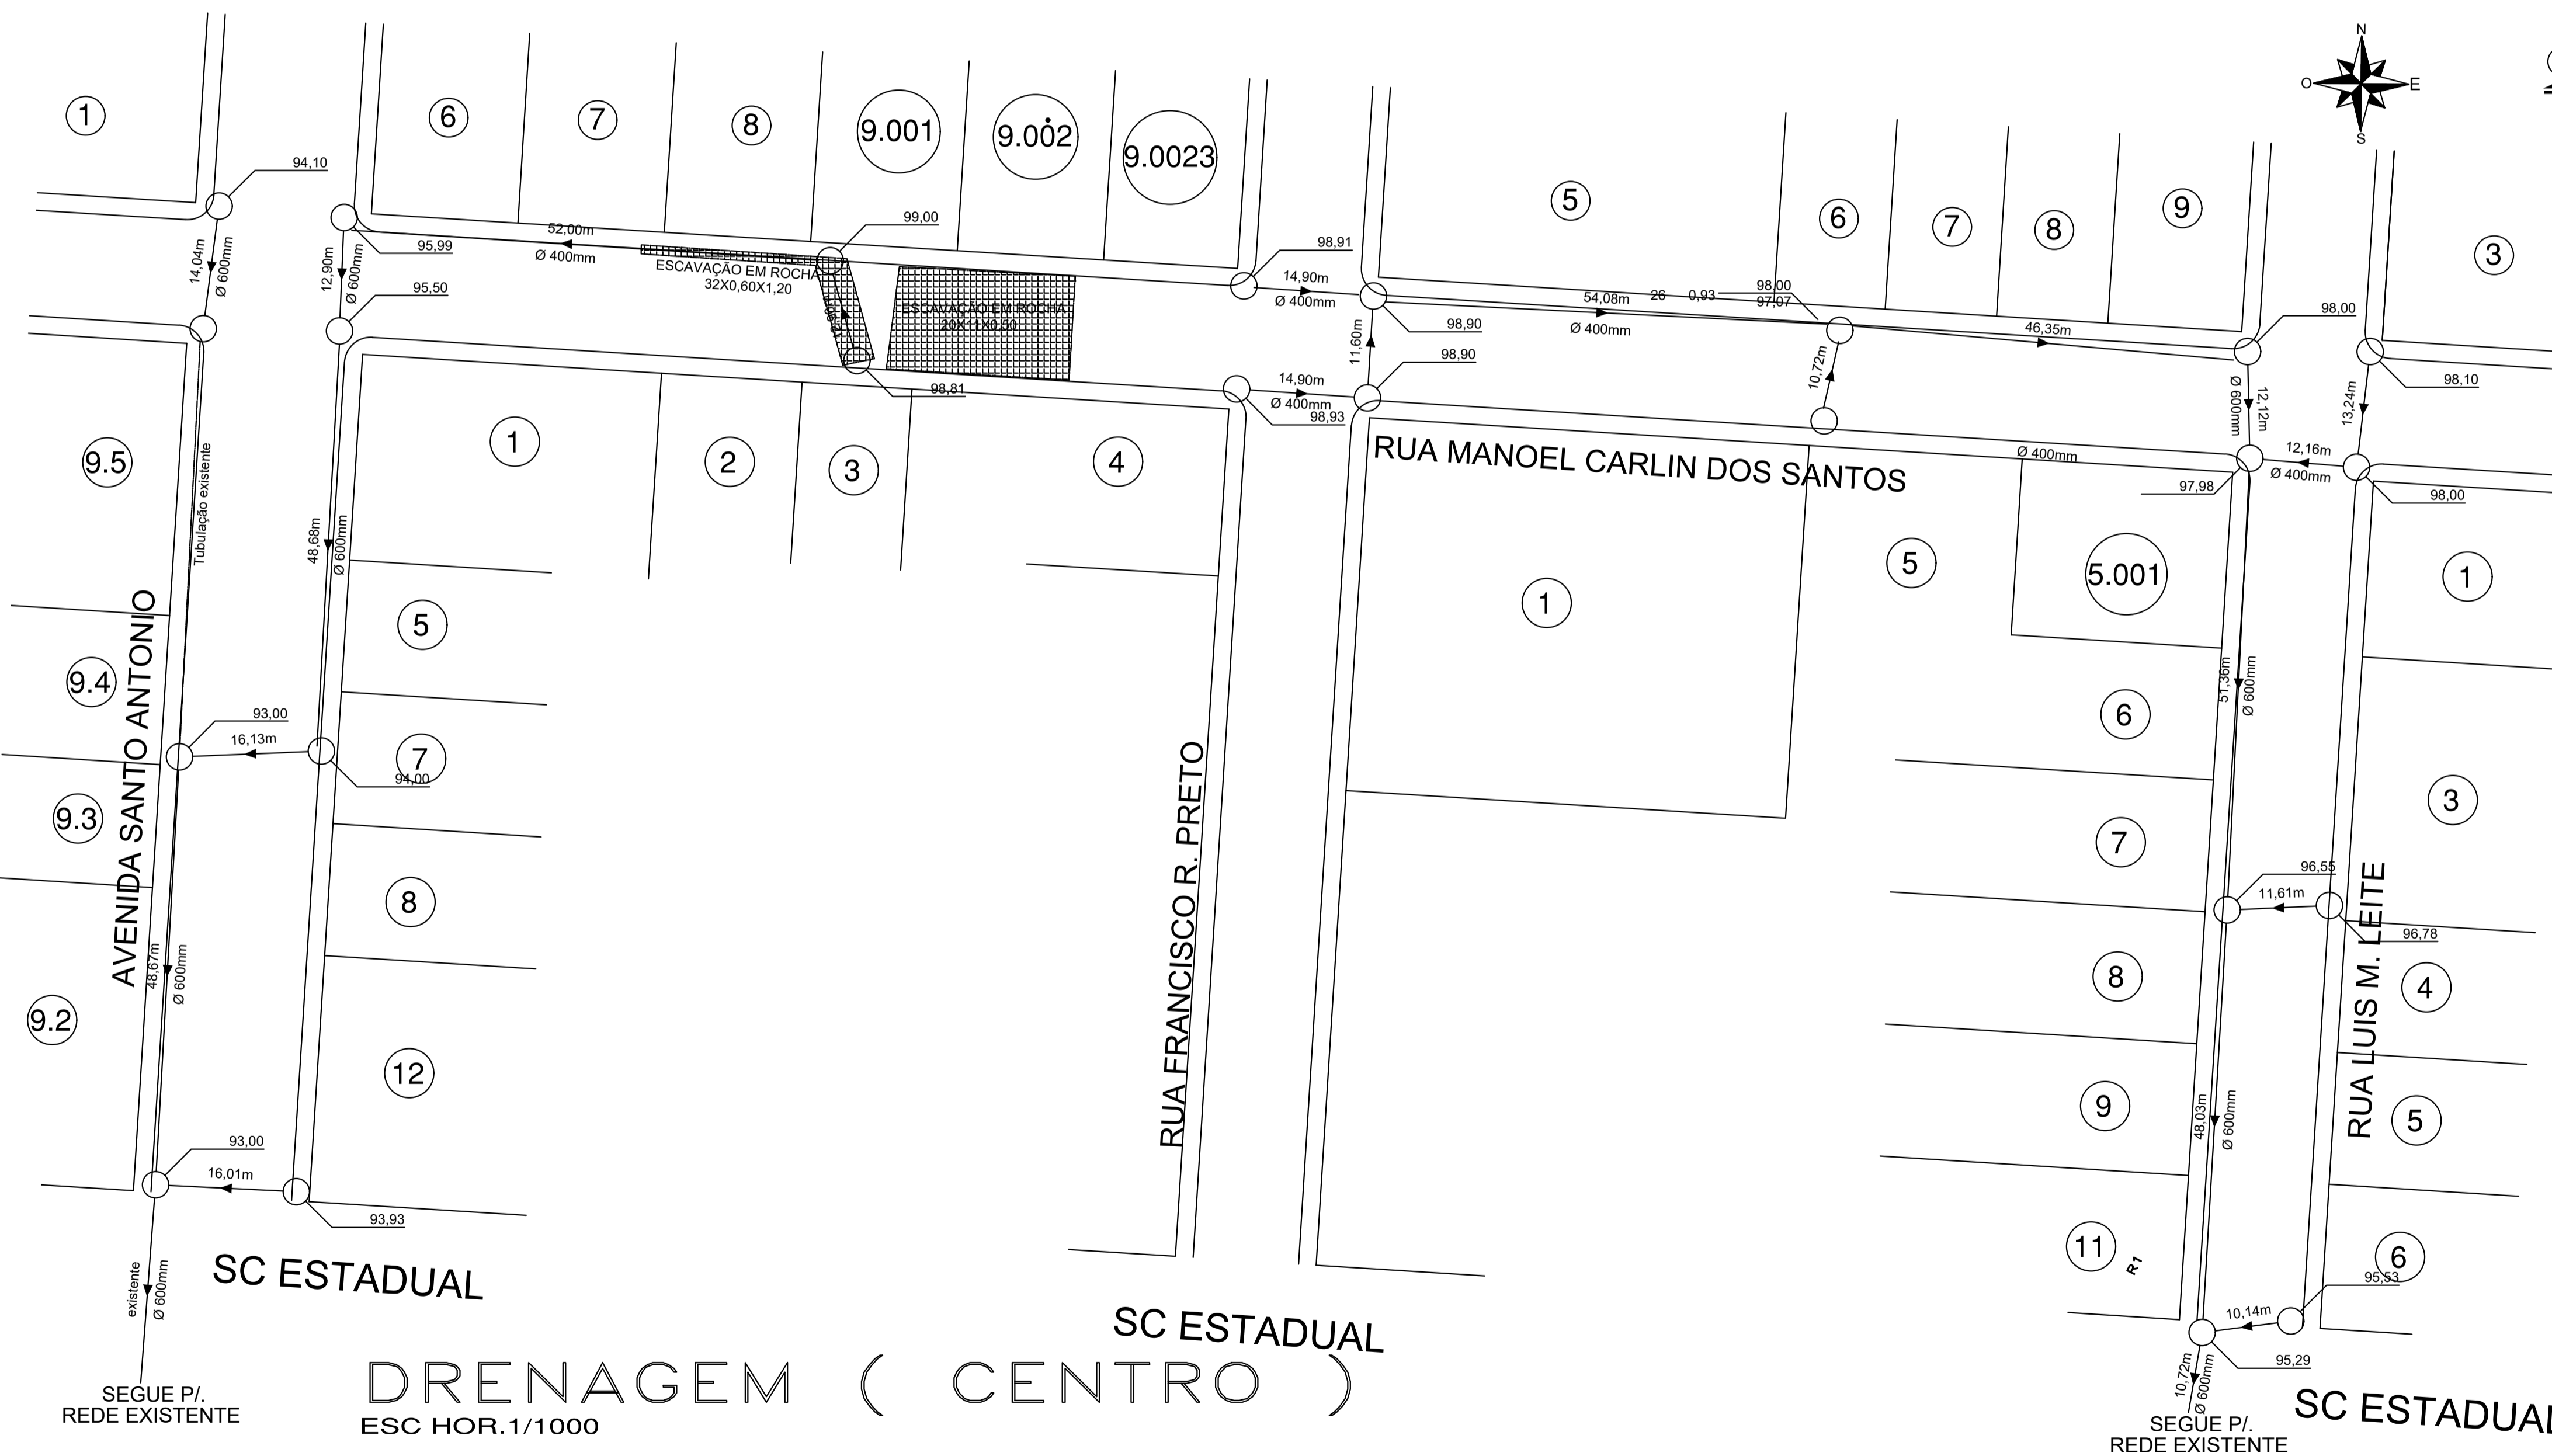 N
O
E
S
1
6
7
8
9.001
9.002
9.0023
5
6
7
8
9
3
94,10
14,04m
Ø 600mm
12,90m
Ø 600mm
95,99
95,50
52,00m
Ø 400mm
99,00
ESCAVAÇÃO EM ROCHA
32X0,60X1,20
ESCAVAÇÃO EM ROCHA
20X11X0,50
98,81
98,91
14,90m
Ø 400mm
98,90
11,60m
98,90
14,90m
Ø 400mm
98,93
54,08m
26
0,93
98,00
97,07
Ø 400mm
10,72m
46,35m
98,00
Ø 600mm
12,12m
13,24m
98,10
12,16m
Ø 400mm
Ø 400mm
97,98
98,00
RUA MANOEL CARLIN DOS SANTOS
9.5
Tubulação existente
48,68m
Ø 600mm
1
2
3
4
1
5
5.001
1
9.4
AVENIDA SANTO ANTONIO
5
93,00
16,13m
7
94,00
9.3
8
48,67m
Ø 600mm
9.2
12
93,00
16,01m
93,93
RUA FRANCISCO R. PRETO
51,36m
Ø 600mm
6
7
3
96,55
11,61m
96,78
8
4
RUA LUIS M. LEITE
9
48,03m
Ø 600mm
5
11
R1
6
95,53
10,14m
95,29
10,72m
Ø 600mm
existente
Ø 600mm
SC ESTADUAL
SC ESTADUAL
SC ESTADUAL
SEGUE P/.
REDE EXISTENTE
SEGUE P/.
REDE EXISTENTE
DRENAGEM ( CENTRO )
ESC HOR.1/1000